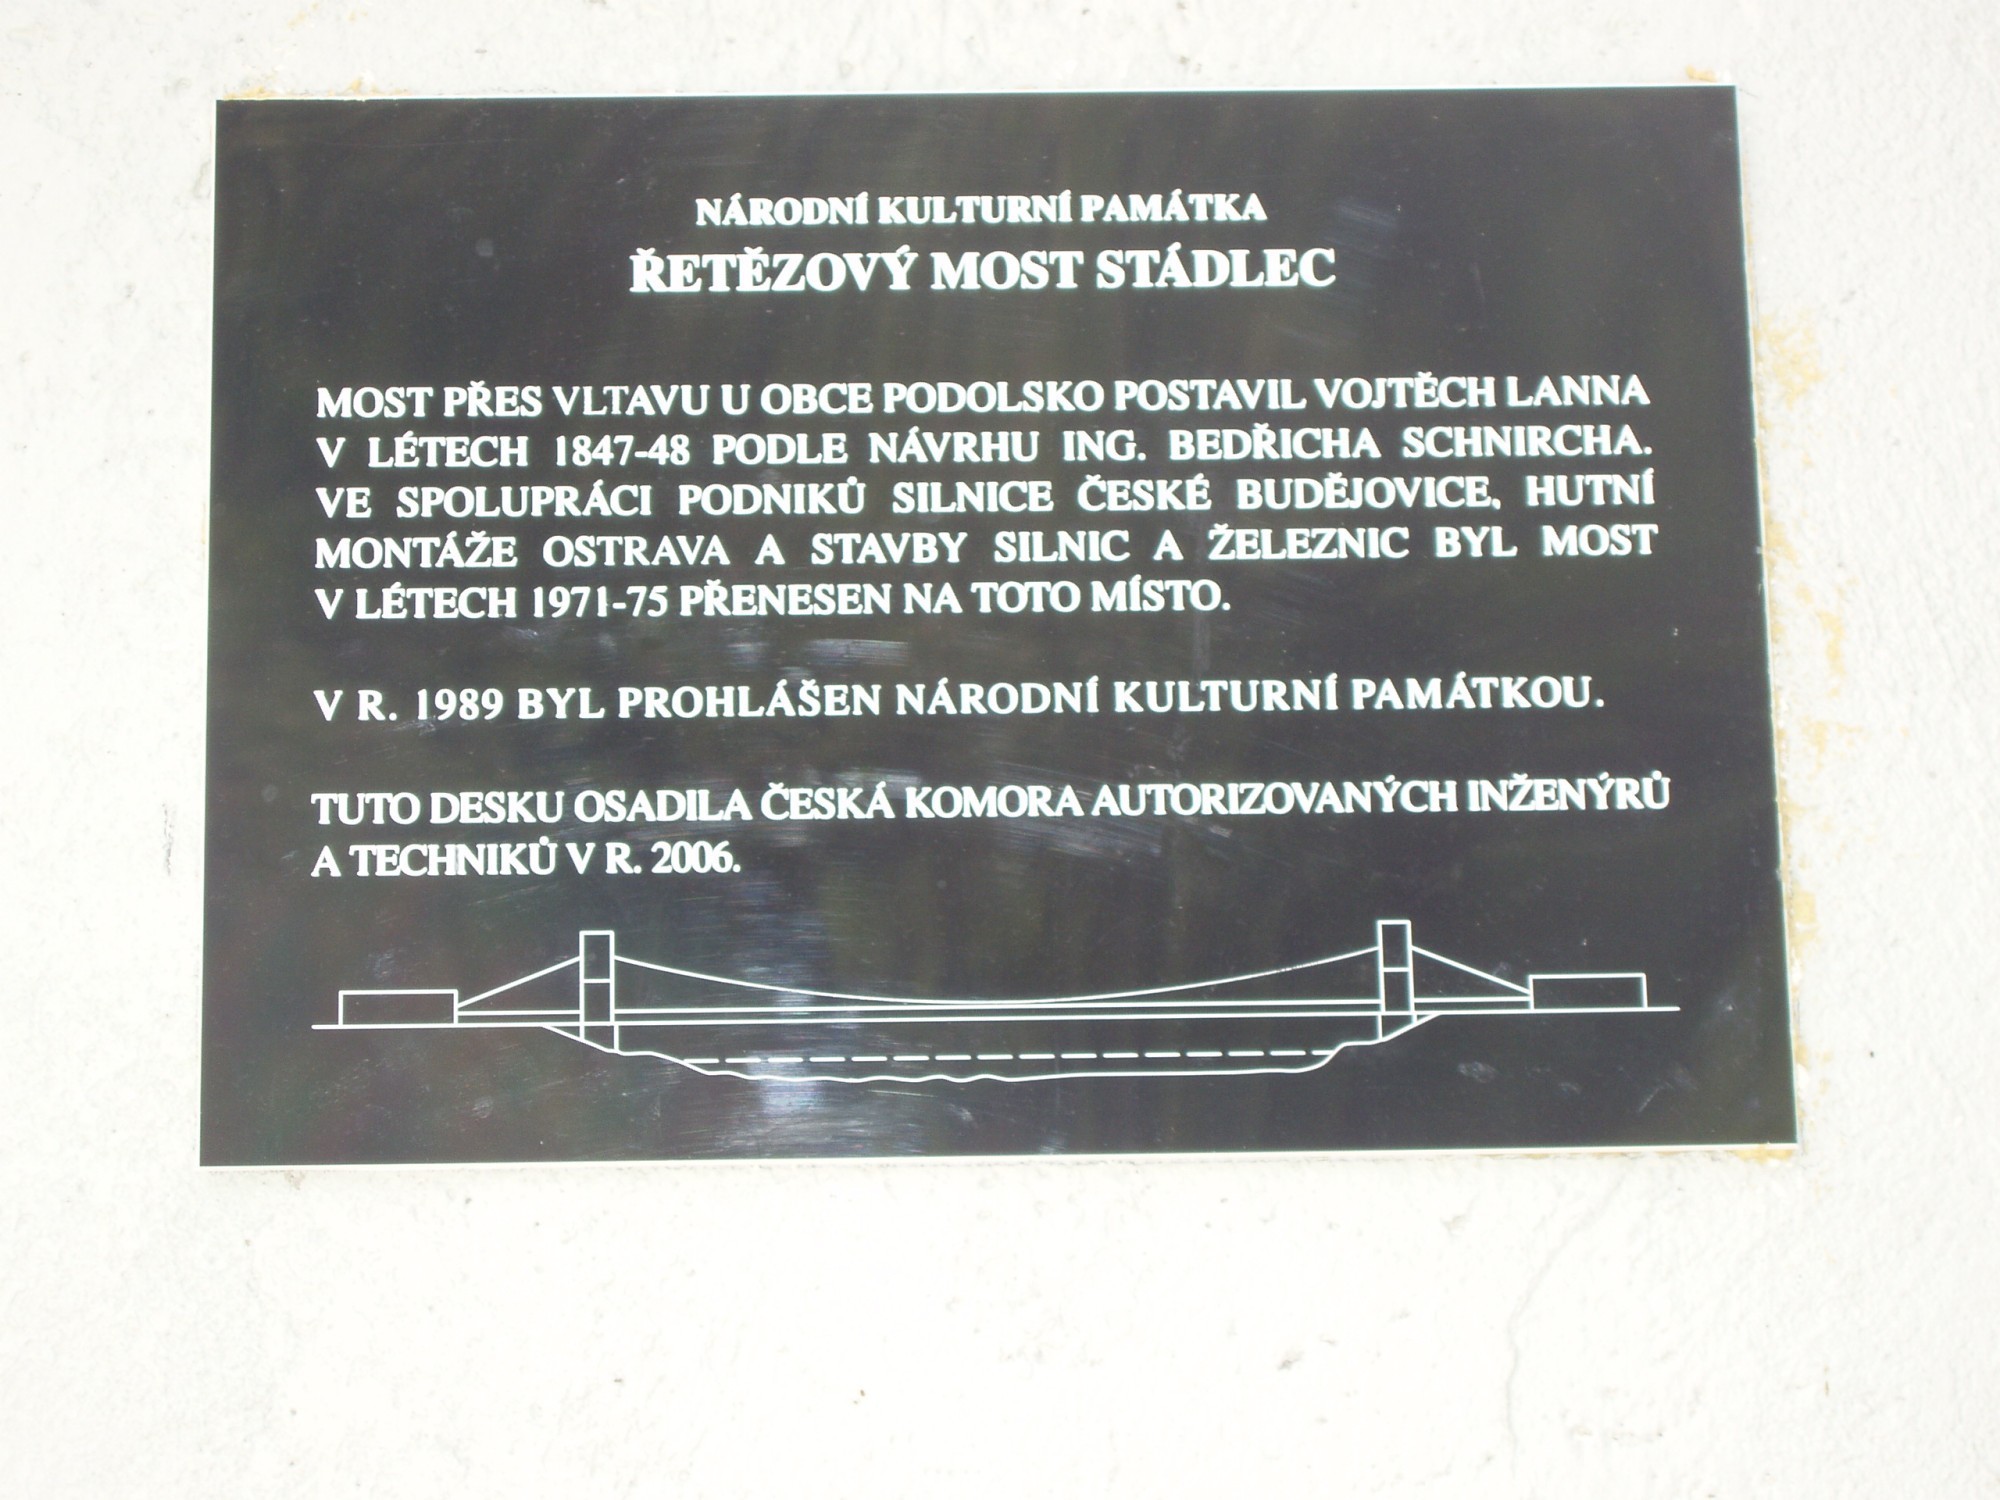 NÁRODNÍ KULTURNÍ PAMÁTKA
ŘETĚZOVÝ MOST STÁDLEC
MOST PŘES VLTAVU U OBCE PODOLSKO POSTAVIL VOJTĚCH LANNA
V LÉTECH 1847-48 PODLE NÁVRHU ING. BEDŘICHA SCHNIRCHA.
VE SPOLUPRÁCI PODNIKŮ SILNICE ČESKÉ BUDĚJOVICE, HUTNÍ
MONTÁŽE OSTRAVA A STAVBY SILNIC A ŽELEZNIC BYL MOST
V LÉTECH 1971-75 PŘENESEN NA TOTO MÍSTO.
V R. 1989 BYL PROHLÁŠEN NÁRODNÍ KULTURNÍ PAMÁTKOU.
TUTO DESKU OSADILA ČESKÁ KOMORA AUTORIZOVANÝCH INŽENÝRŮ
A TECHNIKŮ V R. 2006.